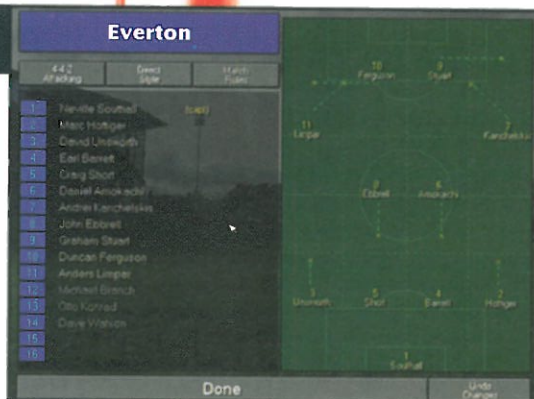 Everton
4-4-2 Attacking
Direct Style
Match Rules
1 Neville Southall (capt)
2 Marc Hottiger
3 David Unsworth
4 Earl Barrett
5 Craig Short
6 Daniel Amokachi
7 Andrei Kanchelskis
8 John Ebbrell
9 Graham Stuart
10 Duncan Ferguson
11 Anders Limpar
12 Michael Branch
13 Otto Konrad
14 Dave Watson
15
16
10 Ferguson
9 Stuart
11 Limpar
7 Kanchelskis
8 Ebbrell
6 Amokachi
3 Unsworth
5 Short
4 Barrett
2 Hottiger
1 Southall
Done
Undo Changes